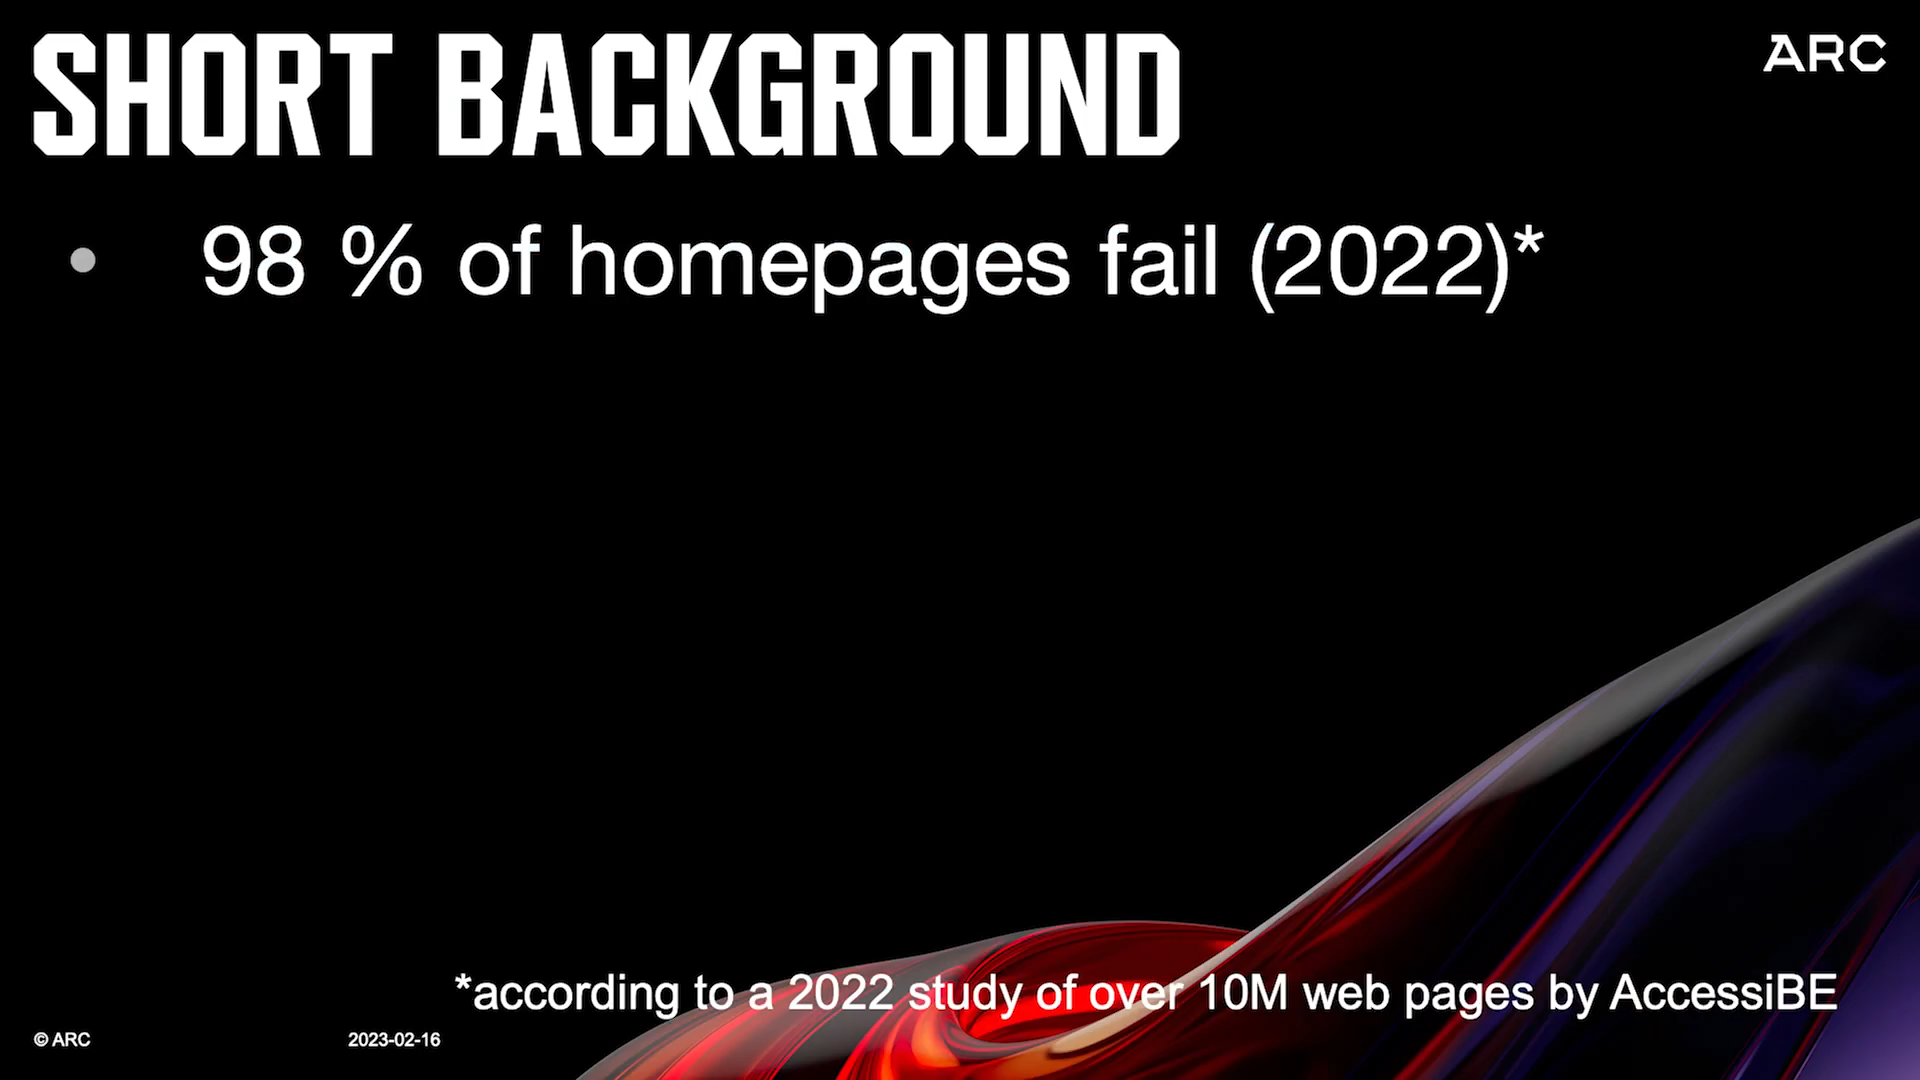 SHORT BACKGROUND
ARC
• 98 % of homepages fail (2022)*
*according to a 2022 study of over 10M web pages by AccessiBE
© ARC
2023-02-16